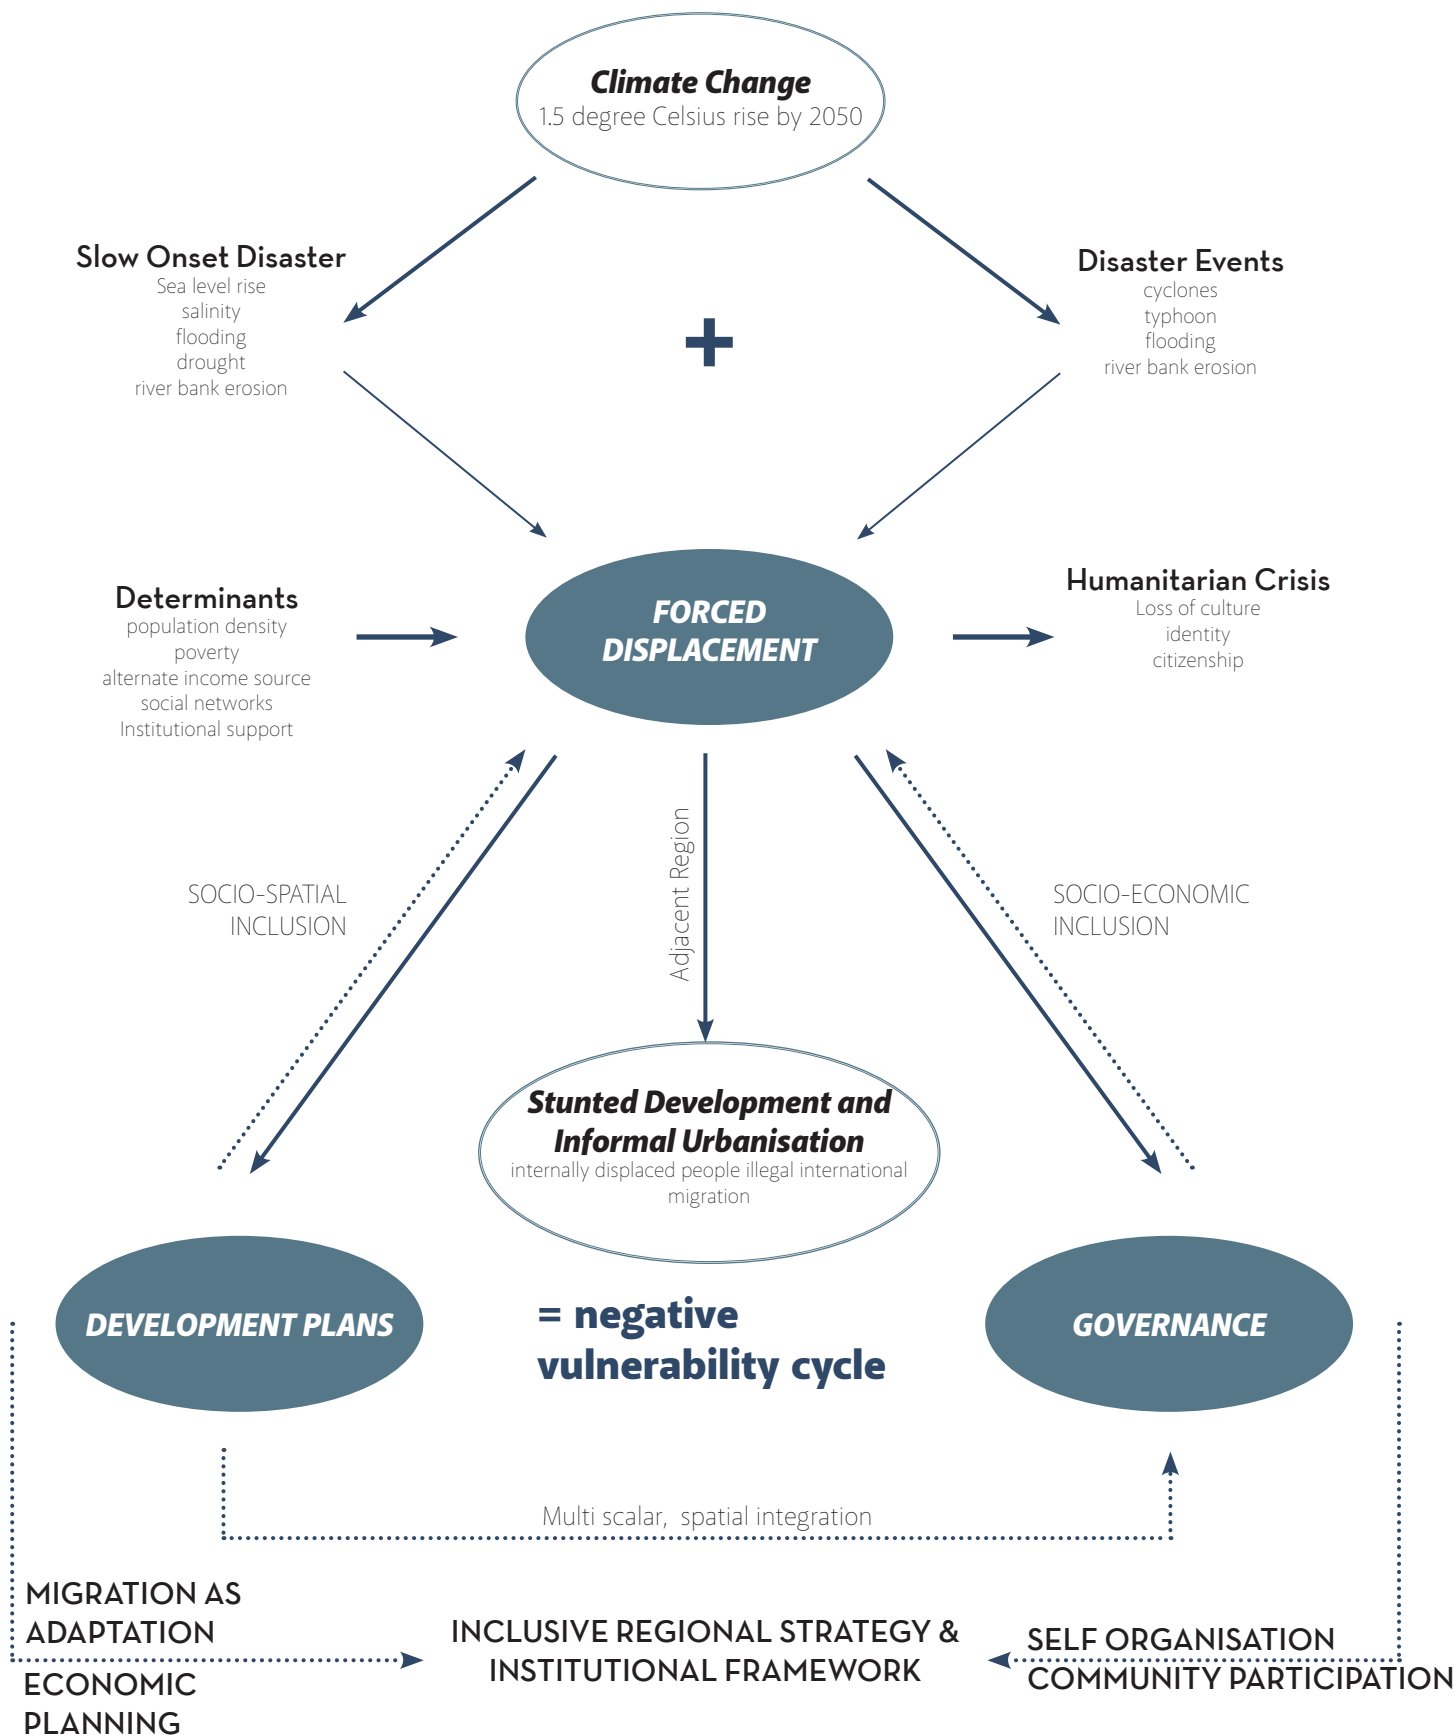 Climate Change
1.5 degree Celsius rise by 2050
Slow Onset Disaster
Sea level rise
salinity
flooding
drought
river bank erosion
+
Disaster Events
cyclones
typhoon
flooding
river bank erosion
Determinants
population density
poverty
alternate income source
social networks
Institutional support
FORCED
DISPLACEMENT
Humanitarian Crisis
Loss of culture
identity
citizenship
SOCIO-SPATIAL
INCLUSION
Adjacent Region
SOCIO-ECONOMIC
INCLUSION
Stunted Development and
Informal Urbanisation
internally displaced people illegal international
migration
DEVELOPMENT PLANS
= negative
vulnerability cycle
GOVERNANCE
Multi scalar, spatial integration
MIGRATION AS
ADAPTATION
ECONOMIC
PLANNING
INCLUSIVE REGIONAL STRATEGY &
INSTITUTIONAL FRAMEWORK
SELF ORGANISATION
COMMUNITY PARTICIPATION